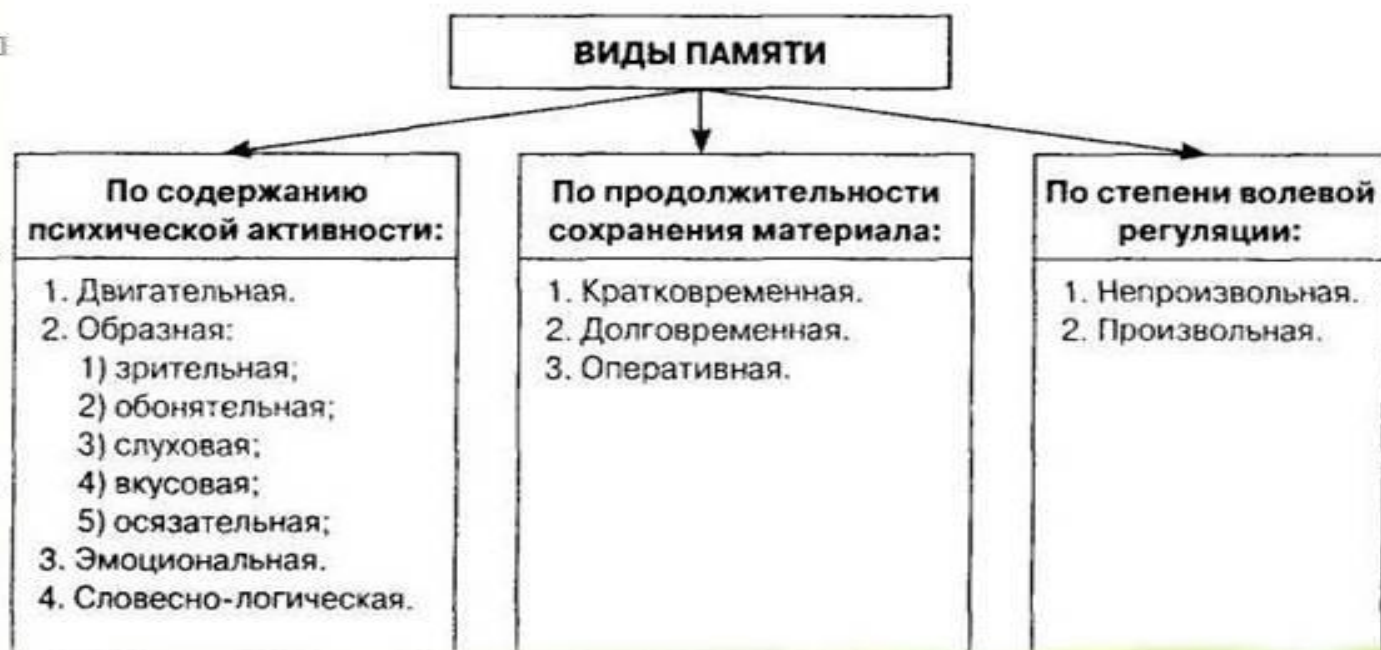 ВИДЫ ПАМЯТИ
По содержанию
психической активности:
1. Двигательная.
2. Образная:
1) зрительная;
2) обонятельная;
3) слуховая;
4) вкусовая;
5) осязательная;
3. Эмоциональная.
4. Словесно-логическая.
По продолжительности
сохранения материала:
1. Кратковременная.
2. Долговременная.
3. Оперативная.
По степени волевой
регуляции:
1. Непроизвольная.
2. Произвольная.